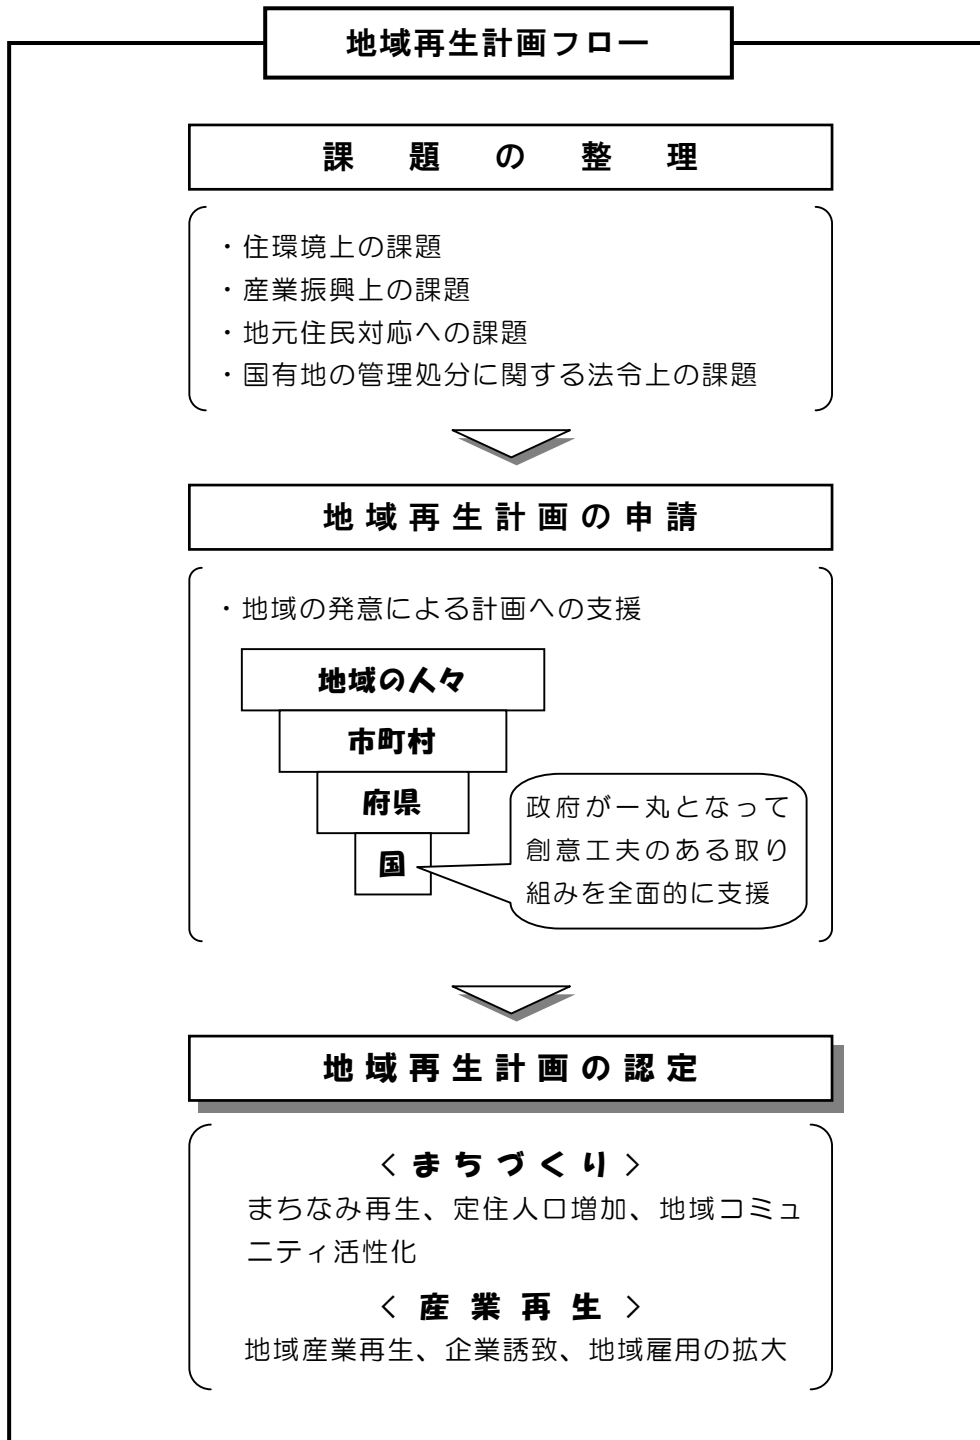 地域再生計画フロー
課題の整理
・住環境上の課題
・産業振興上の課題
・地元住民対応への課題
・国有地の管理処分に関する法令上の課題
地域再生計画の申請
・地域の発意による計画への支援
地域の人々
市町村
府県
国
政府が一丸となって
創意工夫のある取り
組みを全面的に支援
地域再生計画の認定
＜まちづくり＞
まちなみ再生、定住人口増加、地域コミュ
ニティ活性化
＜産業再生＞
地域産業再生、企業誘致、地域雇用の拡大